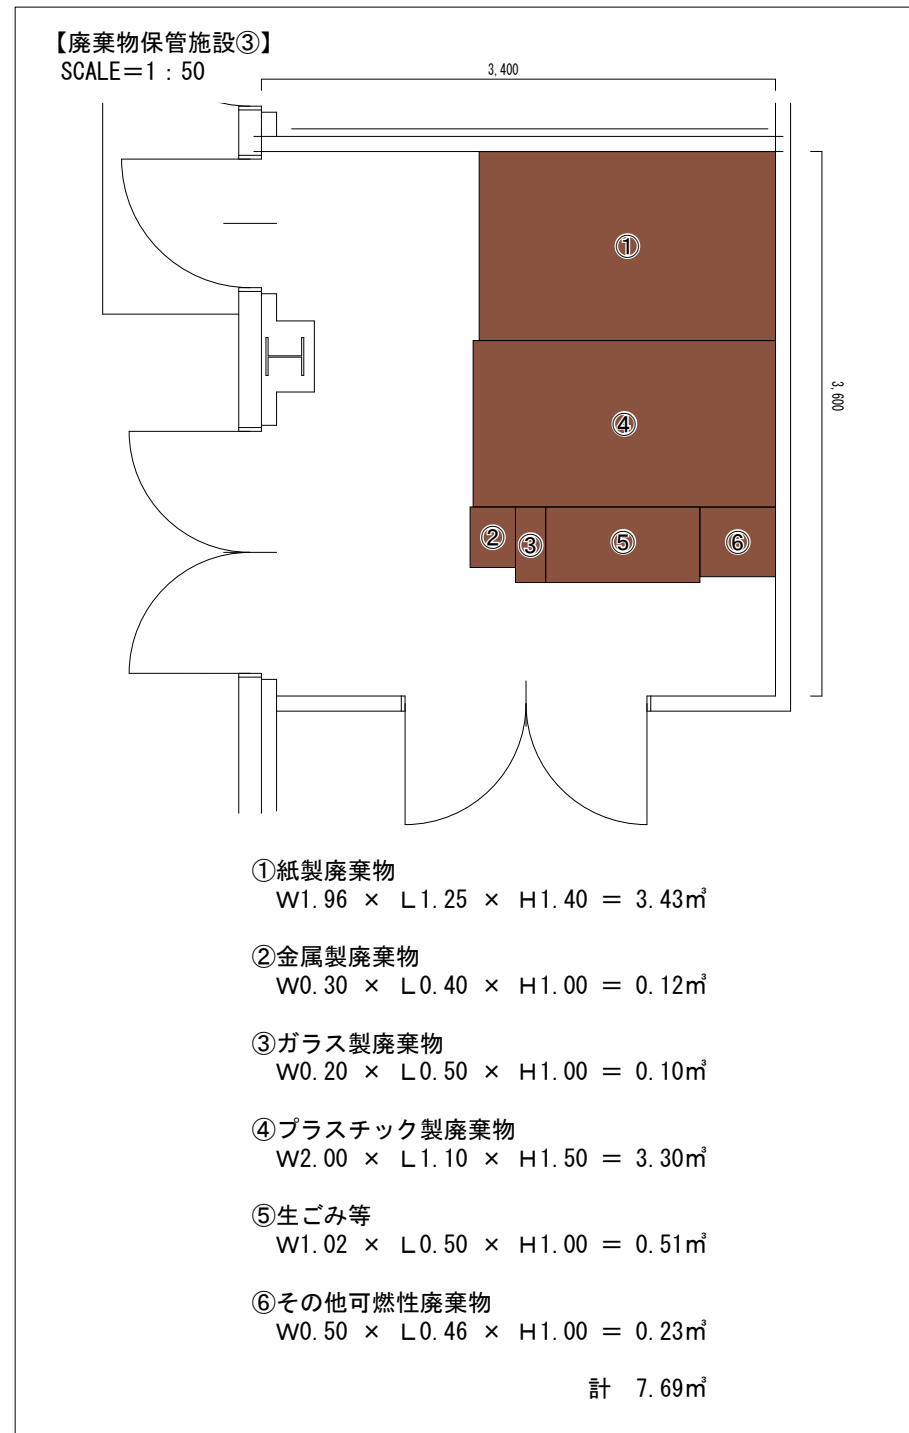 【廃棄物保管施設③】
SCALE＝1：50
3,400
①
3,600
④
②
③
⑤
⑥
①紙製廃棄物
W1.96 × L1.25 × H1.40 ＝ 3.43㎥
②金属製廃棄物
W0.30 × L0.40 × H1.00 ＝ 0.12㎥
③ガラス製廃棄物
W0.20 × L0.50 × H1.00 ＝ 0.10㎥
④プラスチック製廃棄物
W2.00 × L1.10 × H1.50 ＝ 3.30㎥
⑤生ごみ等
W1.02 × L0.50 × H1.00 ＝ 0.51㎥
⑥その他可燃性廃棄物
W0.50 × L0.46 × H1.00 ＝ 0.23㎥
計 7.69㎥